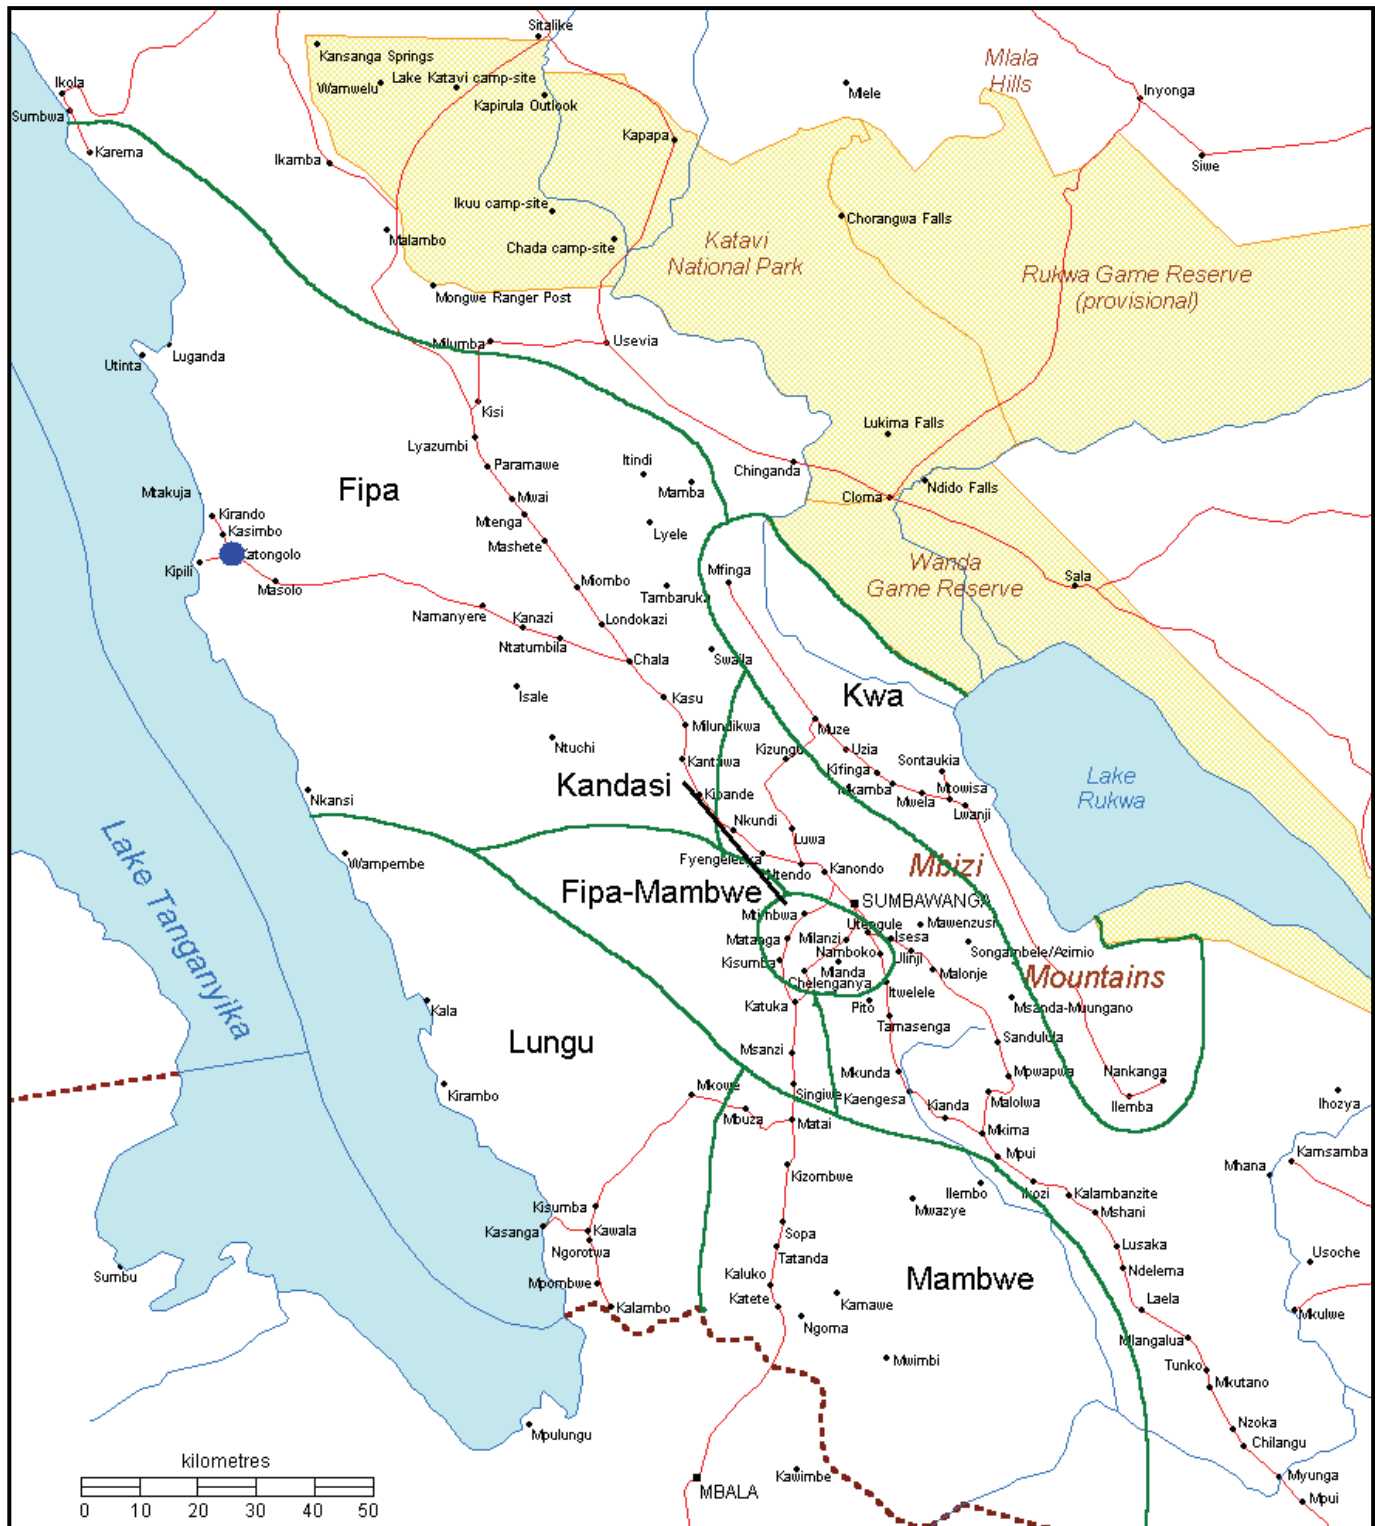 Sitalike
Kansanga Springs
Mlala
Hills
Ikola
Wamwelu
Lake Katavi camp-site
Kapirula Outlook
Mlele
Inyonga
Sumbwa
Karema
Ikamba
Kapapa
Siwe
Ikuu camp-site
Chorangwa Falls
Malambo
Chada camp-site
Katavi
National Park
Rukwa Game Reserve
(provisional)
Mongwe Ranger Post
Milumba
Usevia
Luganda
Utinta
Kisi
Lukima Falls
Lyazumbi
Paramawe
Itindi
Mamba
Chinganda
Cloma
Ndido Falls
Mtakuja
Fipa
Mwai
Mtenga
Lyele
Kirando
Kasimbo
Mashete
Katongolo
Kipili
Masolo
Miombo
Tambaruka
Mfinga
Wanda
Game Reserve
Sala
Namanyere
Kanazi
Londokazi
Ntatumbila
Chala
Swaila
Isale
Kasu
Kwa
Milundikwa
Muze
Ntuchi
Kantawa
Kizungu
Uzia
Sontaukia
Kifinga
Mkamba
Mtowisa
Mwela
Lwanji
Lake
Rukwa
Kandasi
Kipande
Nkansi
Nkundi
Luwa
Wampembe
Fyengelezka
Ntendo
Kanondo
Mbizi
Fipa-Mambwe
SUMBAWANGA
Mtimbwa
Utengule
Mawenzusi
Matanga
Milanzi
Isesa
Songambele/Azimio
Namboko
Ulinji
Kisumba
Mlanda
Malonje
Mountains
Chelenganya
Itwelele
Lake Tanganyika
Kala
Katuka
Pito
Msanda-Muungano
Tamasenga
Lungu
Msanzi
Sandulula
Mkowe
Mkunda
Mpwapwa
Nankanga
Kirambo
Singiwe
Kaengesa
Malolwa
Ilemba
Ihozya
Mbuza
Matai
Kianda
Mkima
Mpui
Kamsamba
Mhana
Kizombwe
Ilembo
Ikozi
Kalambanzite
Mwazye
Mshani
Kisumba
Kasanga
Kawala
Ngorotwa
Sopa
Tatanda
Lusaka
Usoche
Sumbu
Mpombwe
Kaluko
Mambwe
Ndelema
Kalambo
Katete
Kamawe
Laela
Mkulwe
Ngoma
Mlangalua
Mwimbi
Tunko
Mkutano
Mpulungu
Nzoka
Chilangu
kilometres
0 10 20 30 40 50
MBALA
Kawimbe
Myunga
Mpui